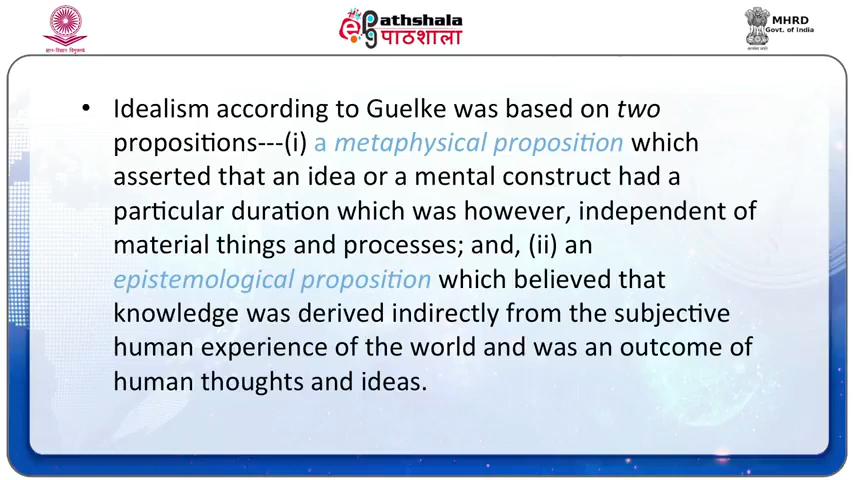 ePathshala
पाठशाला
ज्ञान-विज्ञान विमुक्तये
MHRD
Govt. of India
• Idealism according to Guelke was based on two
propositions---(i) a metaphysical proposition which
asserted that an idea or a mental construct had a
particular duration which was however, independent of
material things and processes; and, (ii) an
epistemological proposition which believed that
knowledge was derived indirectly from the subjective
human experience of the world and was an outcome of
human thoughts and ideas.